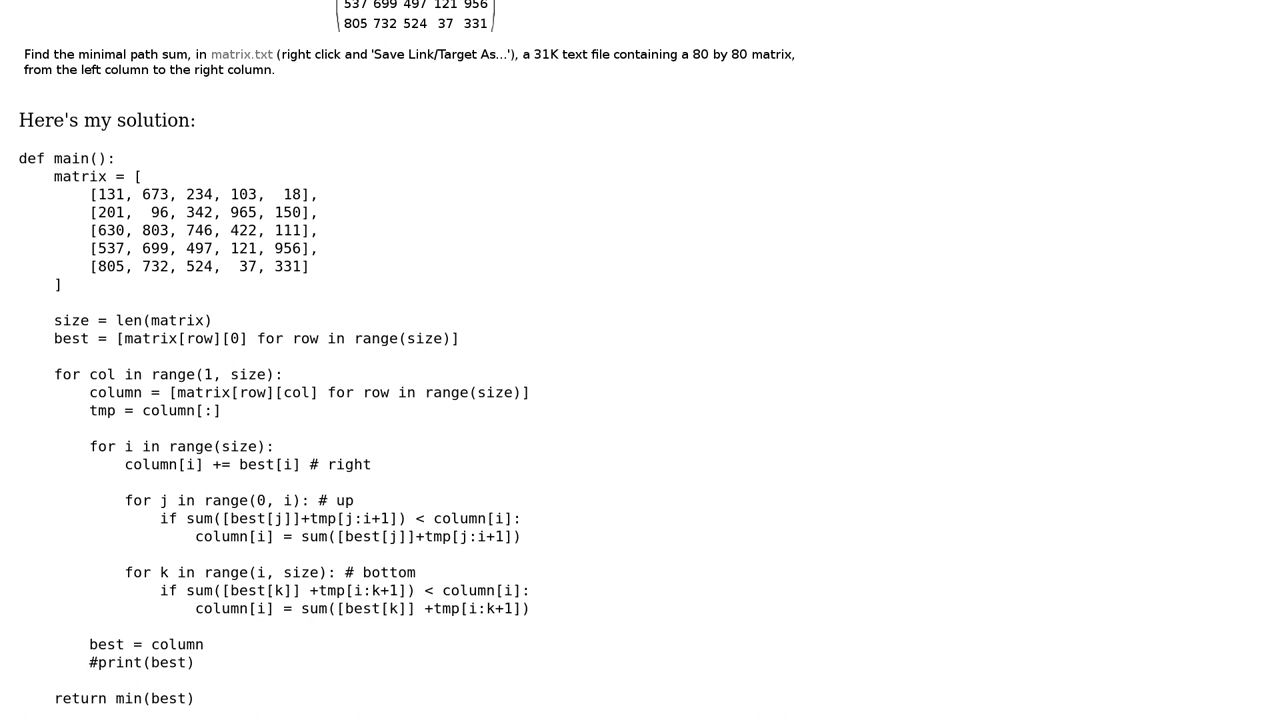 537 699 497 121 956
805 732 524 37 331
Find the minimal path sum, in matrix.txt (right click and 'Save Link/Target As...'), a 31K text file containing a 80 by 80 matrix,
from the left column to the right column.
Here's my solution:
def main():
    matrix = [
        [131, 673, 234, 103,  18],
        [201,  96, 342, 965, 150],
        [630, 803, 746, 422, 111],
        [537, 699, 497, 121, 956],
        [805, 732, 524,  37, 331]
    ]
    size = len(matrix)
    best = [matrix[row][0] for row in range(size)]
    for col in range(1, size):
        column = [matrix[row][col] for row in range(size)]
        tmp = column[:]
        for i in range(size):
            column[i] += best[i] # right
            for j in range(0, i): # up
                if sum([best[j]]+tmp[j:i+1]) < column[i]:
                    column[i] = sum([best[j]]+tmp[j:i+1])
            for k in range(i, size): # bottom
                if sum([best[k]] +tmp[i:k+1]) < column[i]:
                    column[i] = sum([best[k]] +tmp[i:k+1])
        best = column
        #print(best)
    return min(best)